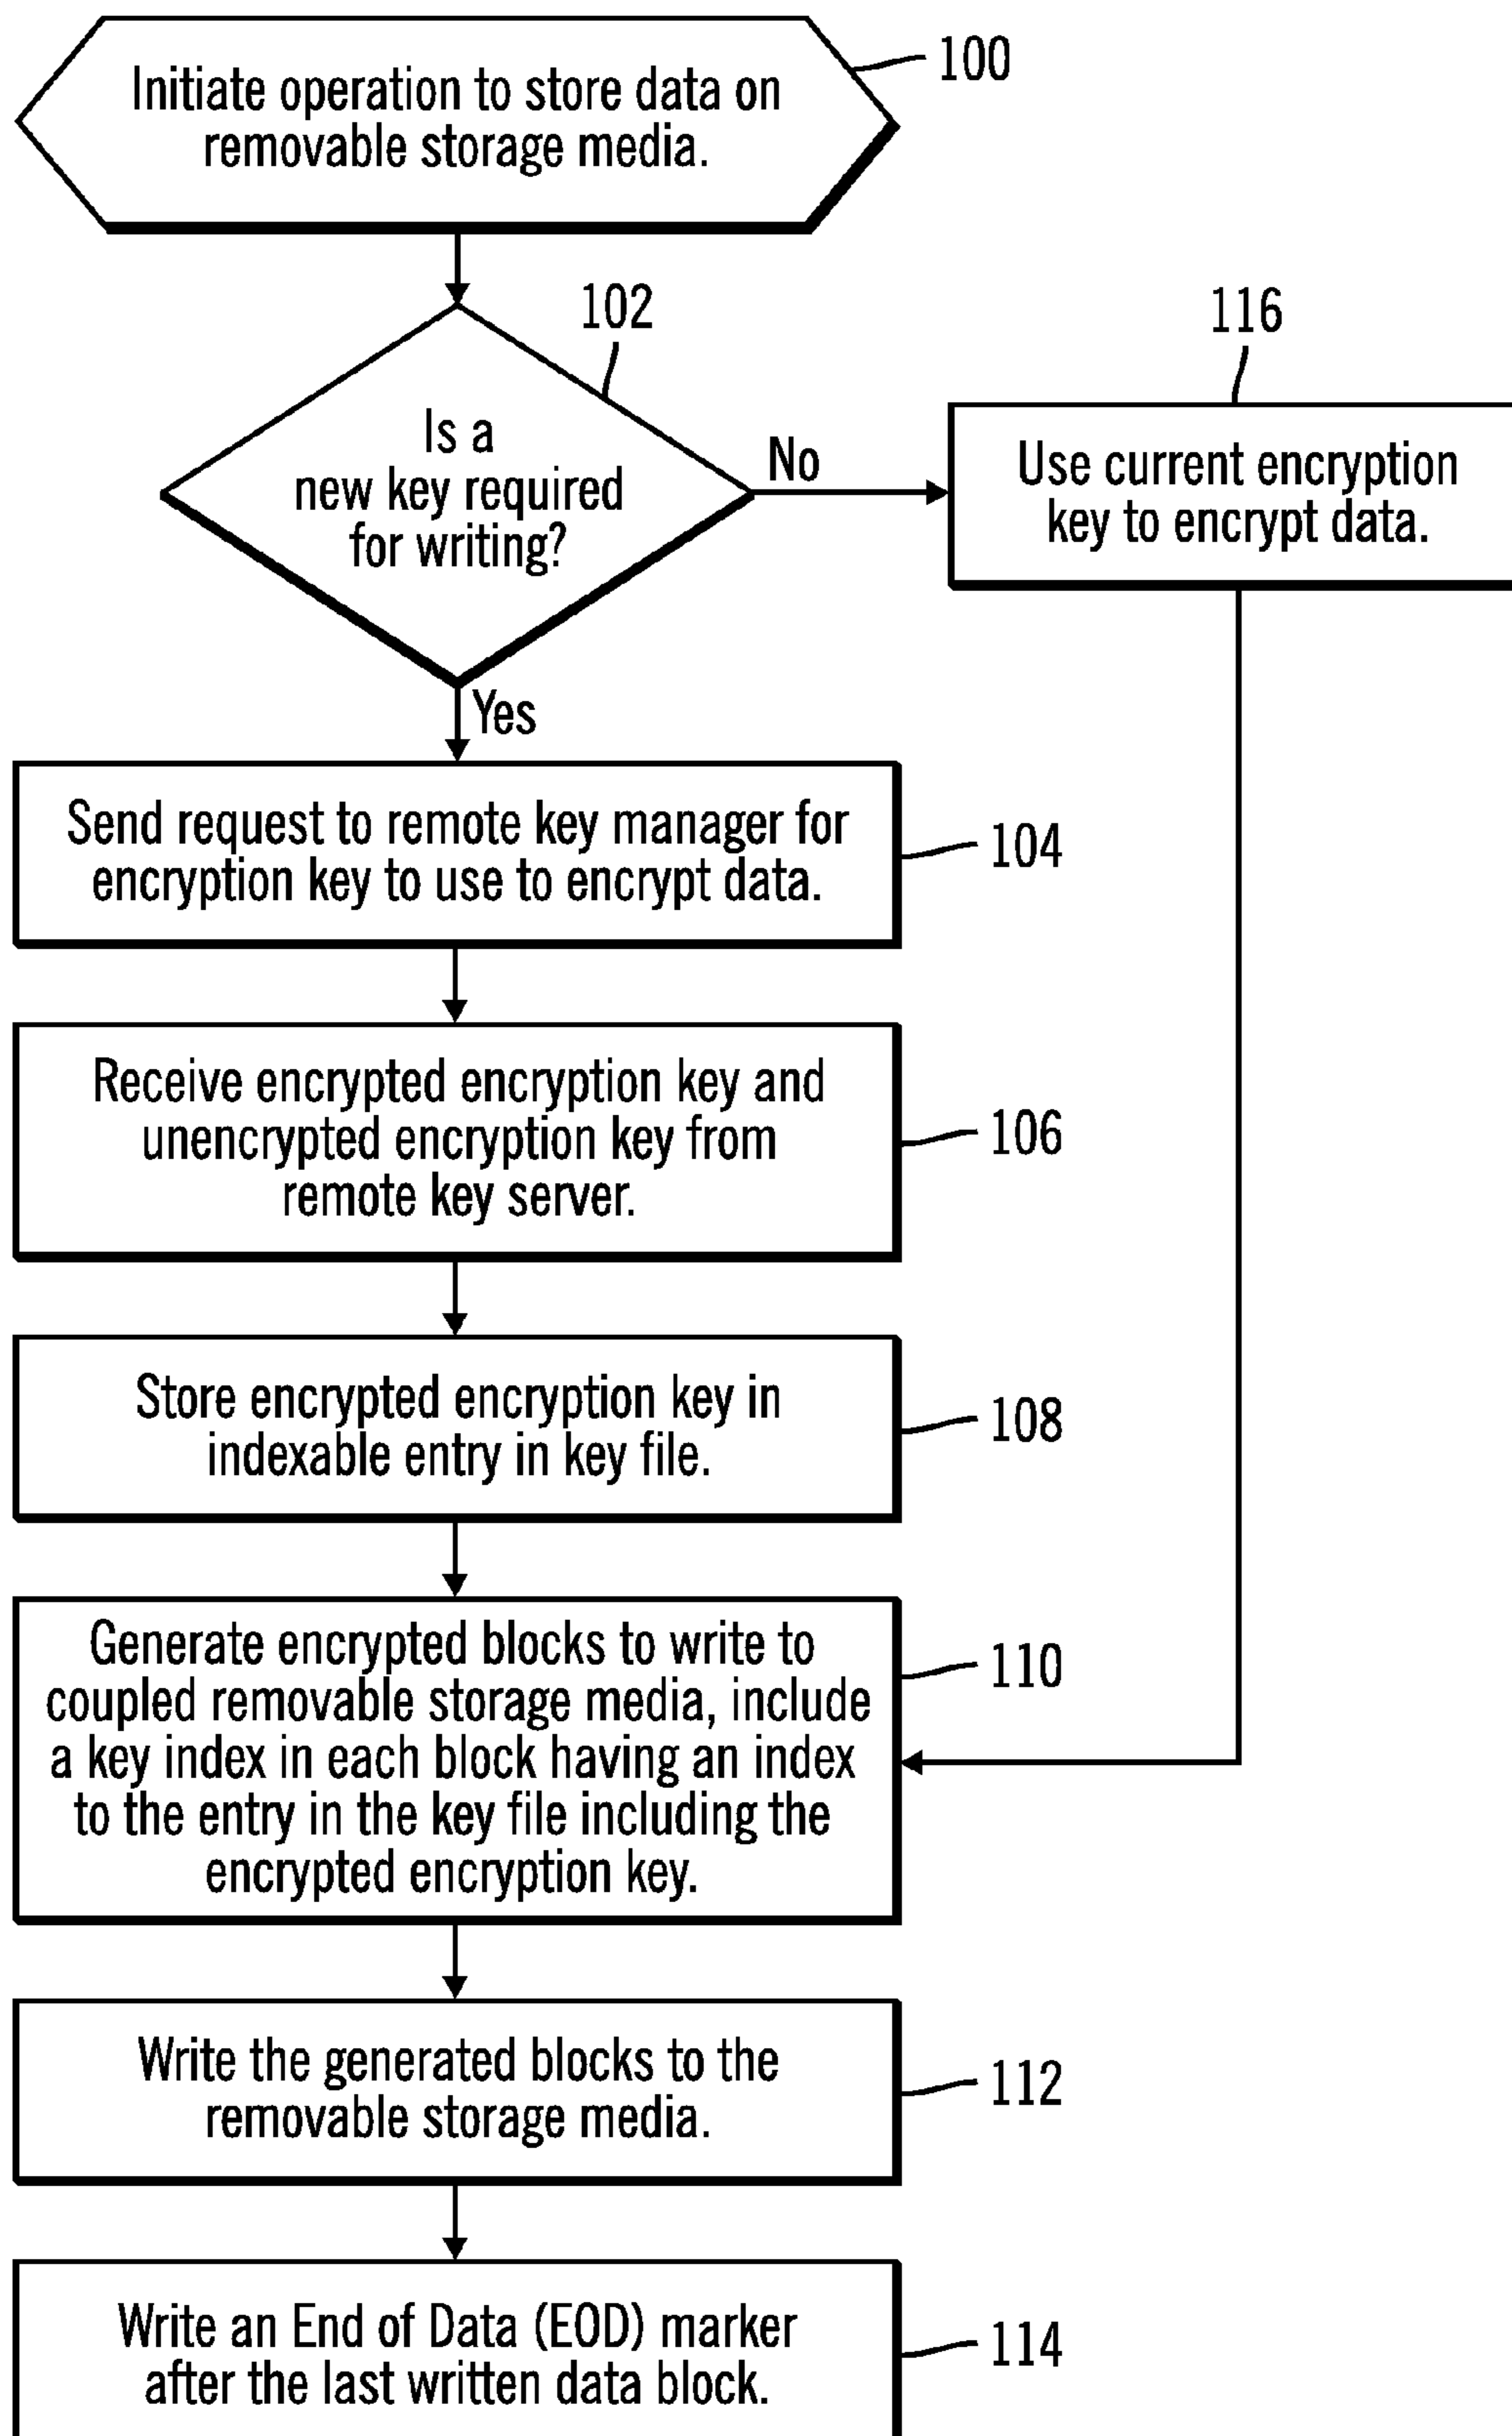 Initiate operation to store data on
removable storage media.
100
102
Is a
new key required
for writing?
No
116
Use current encryption
key to encrypt data.
Yes
Send request to remote key manager for
encryption key to use to encrypt data.
104
Receive encrypted encryption key and
unencrypted encryption key from
remote key server.
106
Store encrypted encryption key in
indexable entry in key file.
108
Generate encrypted blocks to write to
coupled removable storage media, include
a key index in each block having an index
to the entry in the key file including the
encrypted encryption key.
110
Write the generated blocks to the
removable storage media.
112
Write an End of Data (EOD) marker
after the last written data block.
114